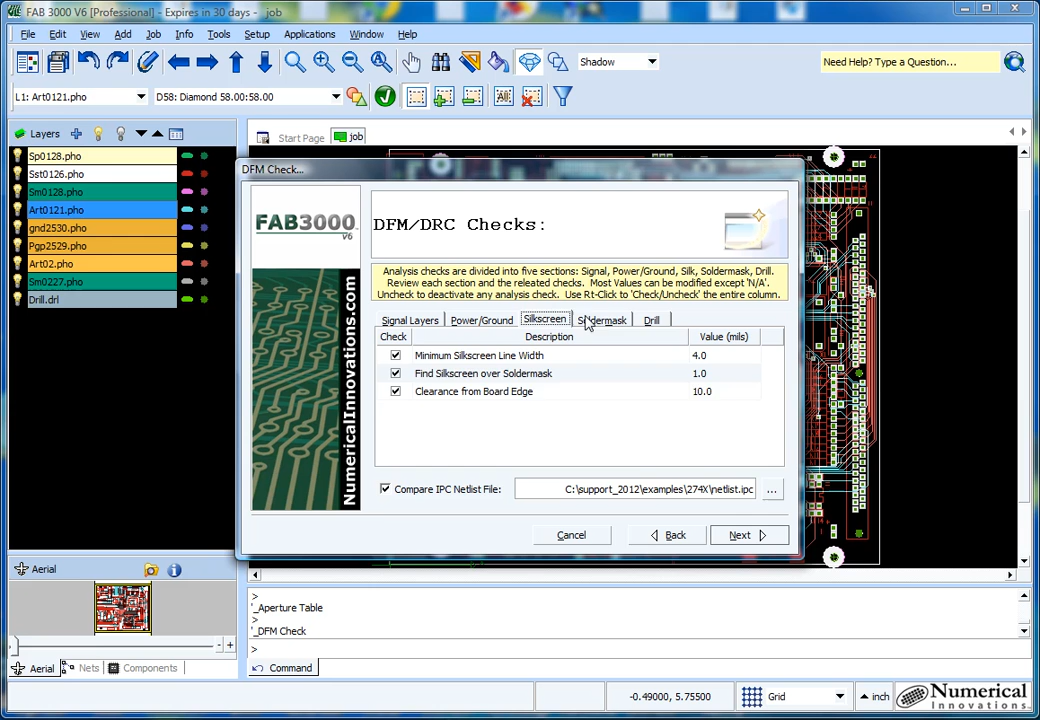 FAB 3000 V6 [Professional] - Expires in 30 days - job
File Edit View Add Job Info Tools Setup Applications Window Help
Shadow
Need Help? Type a Question...
L1: Art0121.pho
D58: Diamond 58.00:58.00
All
Layers
Start Page
job
Sp0128.pho
Sst0126.pho
Sm0128.pho
Art0121.pho
gnd2530.pho
Pgp2529.pho
Art02.pho
Sm0227.pho
Drill.drl
DFM Check...
FAB3000
V6
NumericalInnovations.com
DFM/DRC Checks:
Analysis checks are divided into five sections: Signal, Power/Ground, Silk, Soldermask, Drill.
Review each section and the releated checks. Most Values can be modified except 'N/A'.
Uncheck to deactivate any analysis check. Use Rt-Click to 'Check/Uncheck' the entire column.
Signal Layers Power/Ground Silkscreen Soldermask Drill
Check Description Value (mils)
Minimum Silkscreen Line Width 4.0
Find Silkscreen over Soldermask 1.0
Clearance from Board Edge 10.0
Compare IPC Netlist File: C:\support_2012\examples\274X\netlist.ipc ...
Cancel Back Next
Aerial
- +
Aerial Nets Components
>
'_Aperture Table
>
'_DFM Check
>
Command
-0.49000, 5.75500
Grid
inch
Numerical
Innovations.